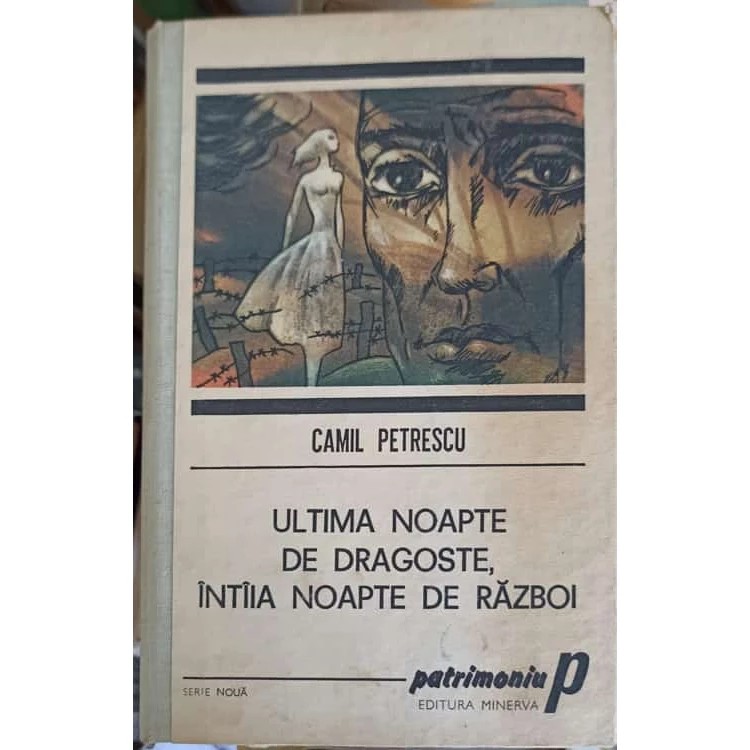 CAMIL PETRESCU
ULTIMA NOAPTE
DE DRAGOSTE,
ÎNTÎIA NOAPTE DE RĂZBOI
patrimoniu P
SERIE NOUĂ
EDITURA MINERVA